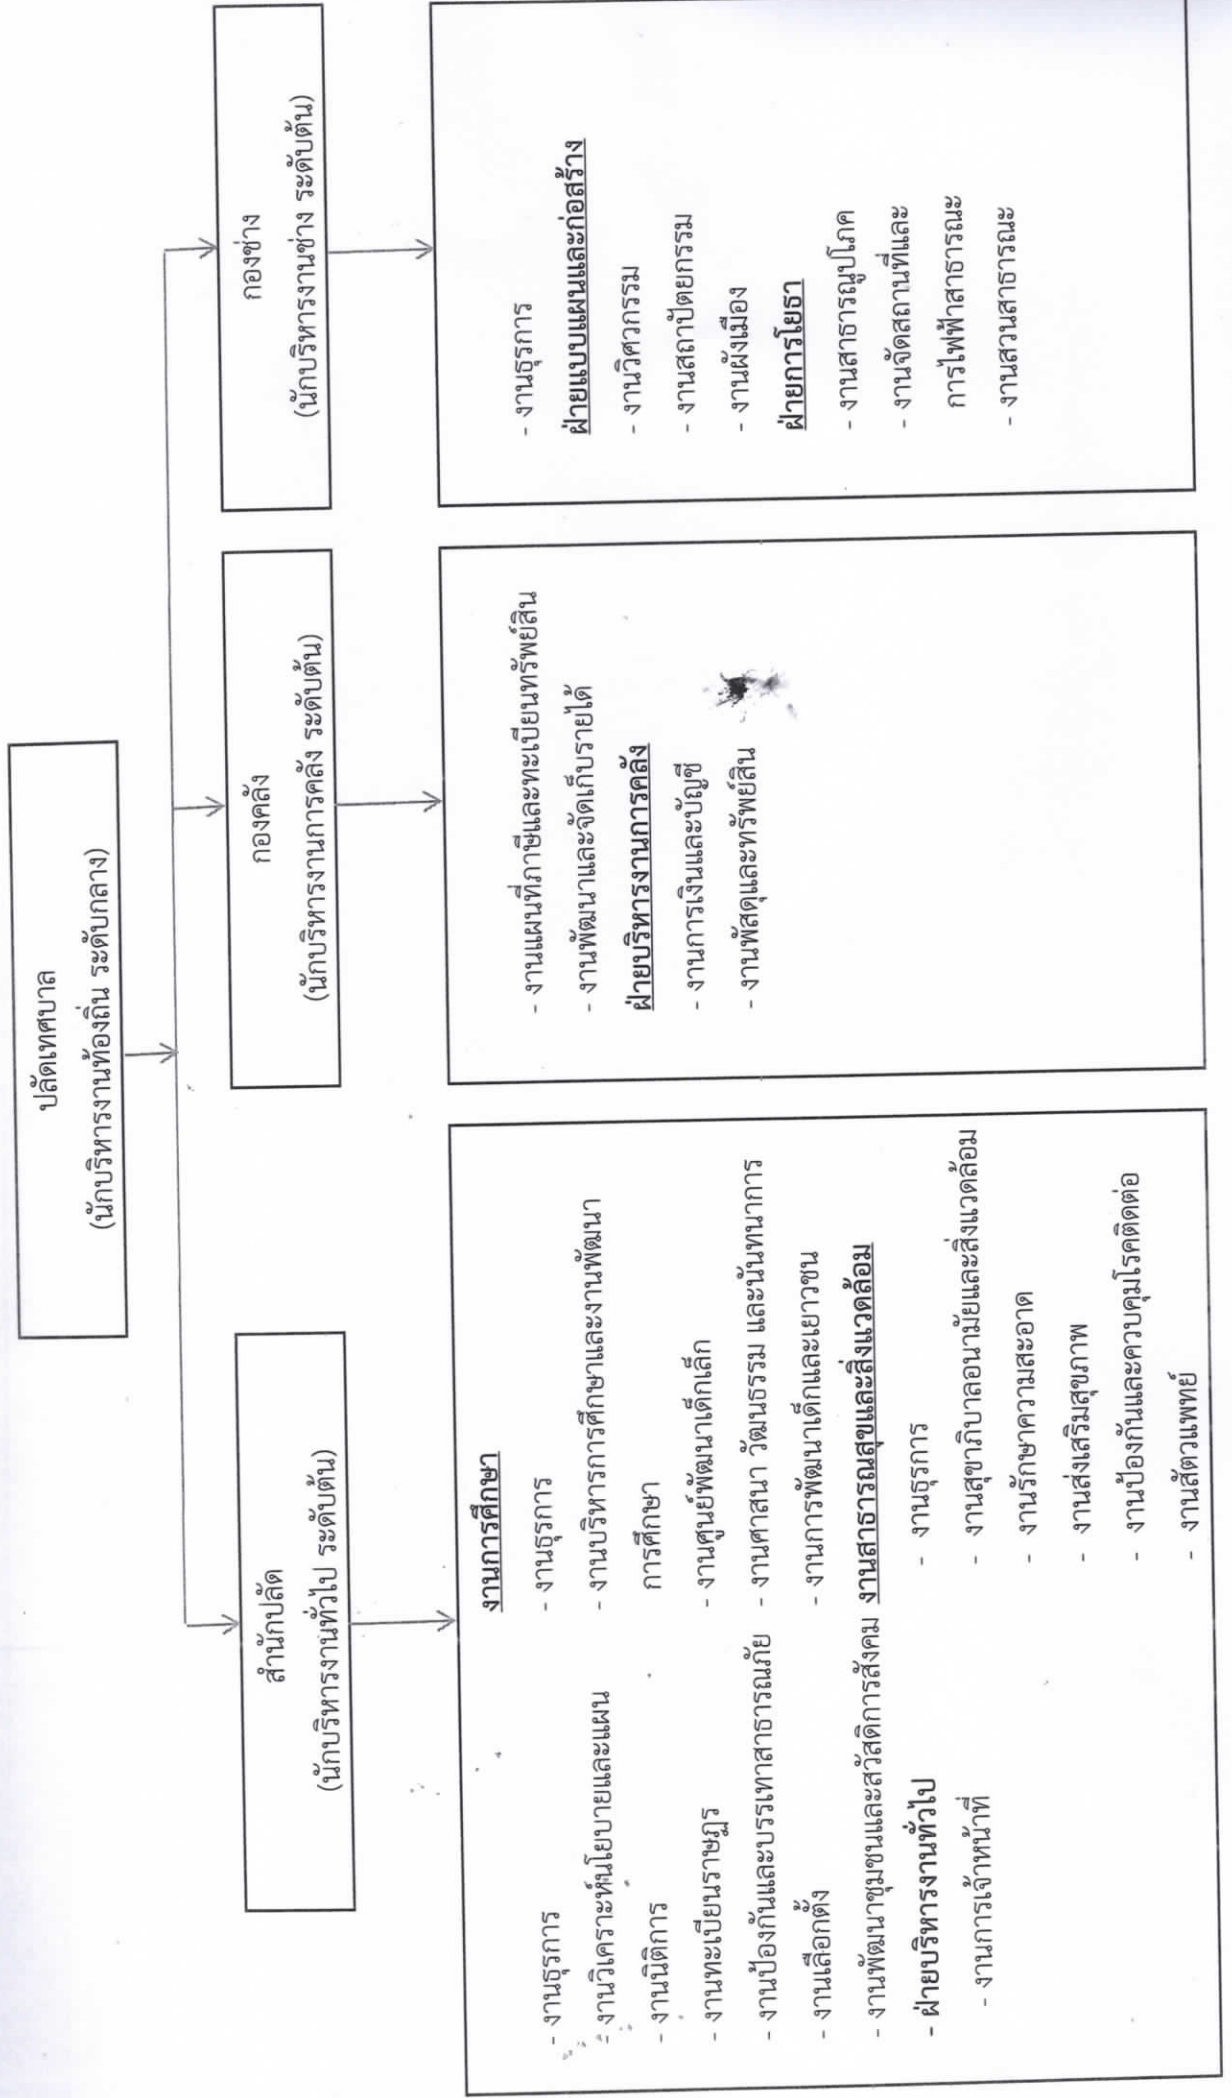 ปลัดเทศบาล
(นักบริหารงานท้องถิ่น ระดับกลาง)
สำนักปลัด
(นักบริหารงานทั่วไป ระดับต้น)
กองคลัง
(นักบริหารงานการคลัง ระดับต้น)
กองช่าง
(นักบริหารงานช่าง ระดับต้น)
- งานธุรการ
- งานวิเคราะห์นโยบายและแผน
- งานนิติการ
- งานทะเบียนราษฎร
- งานป้องกันและบรรเทาสาธารณภัย
- งานเลือกตั้ง
- งานพัฒนาชุมชนและสวัสดิการสังคม
- ฝ่ายบริหารงานทั่วไป
- งานการเจ้าหน้าที่
งานการศึกษา
- งานธุรการ
- งานบริหารการศึกษาและงานพัฒนา
การศึกษา
- งานศูนย์พัฒนาเด็กเล็ก
- งานศาสนา วัฒนธรรม และนันทนาการ
- งานการพัฒนาเด็กและเยาวชน
งานสาธารณสุขและสิ่งแวดล้อม
- งานธุรการ
- งานสุขาภิบาลอนามัยและสิ่งแวดล้อม
- งานรักษาความสะอาด
- งานส่งเสริมสุขภาพ
- งานป้องกันและควบคุมโรคติดต่อ
- งานสัตวแพทย์
- งานแผนที่ภาษีและทะเบียนทรัพย์สิน
- งานพัฒนาและจัดเก็บรายได้
ฝ่ายบริหารงานการคลัง
- งานการเงินและบัญชี
- งานพัสดุและทรัพย์สิน
- งานธุรการ
ฝ่ายแบบแผนและก่อสร้าง
- งานวิศวกรรม
- งานสถาปัตยกรรม
- งานผังเมือง
ฝ่ายการโยธา
- งานสาธารณูปโภค
- งานจัดสถานที่และ
การไฟฟ้าสาธารณะ
- งานสวนสาธารณะ